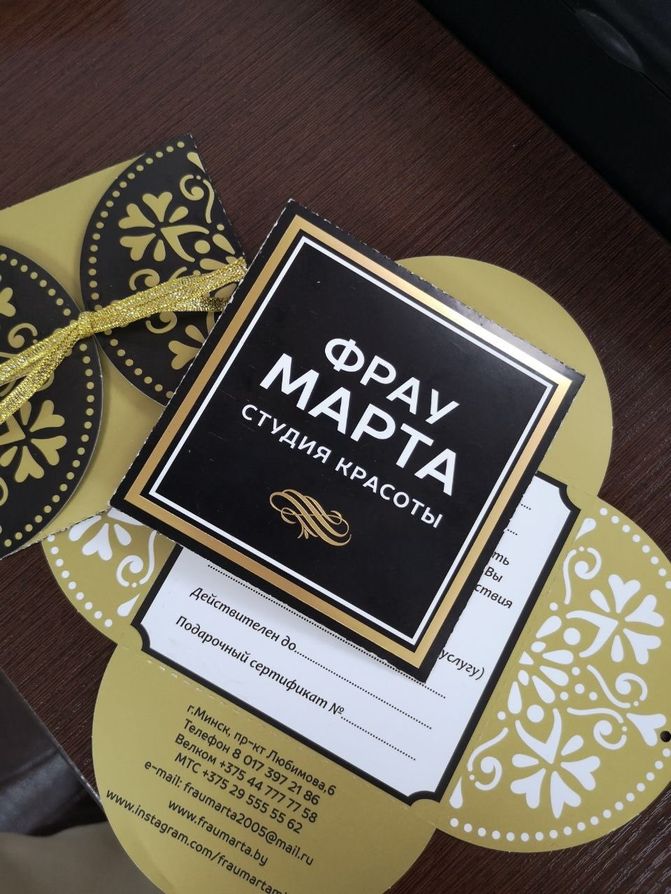 ФРАУ
МАРТА
СТУДИЯ КРАСОТЫ
Вы
услугу)
Действителен до
Подарочный сертификат №
г.Минск, пр-кт Любимова,6
Телефон 8 017 397 21 86
Велком +375 44 777 77 58
МТС +375 29 555 55 62
e-mail: fraumarta2005@mail.ru
www.fraumarta.by
www.instagram.com/fraumartam